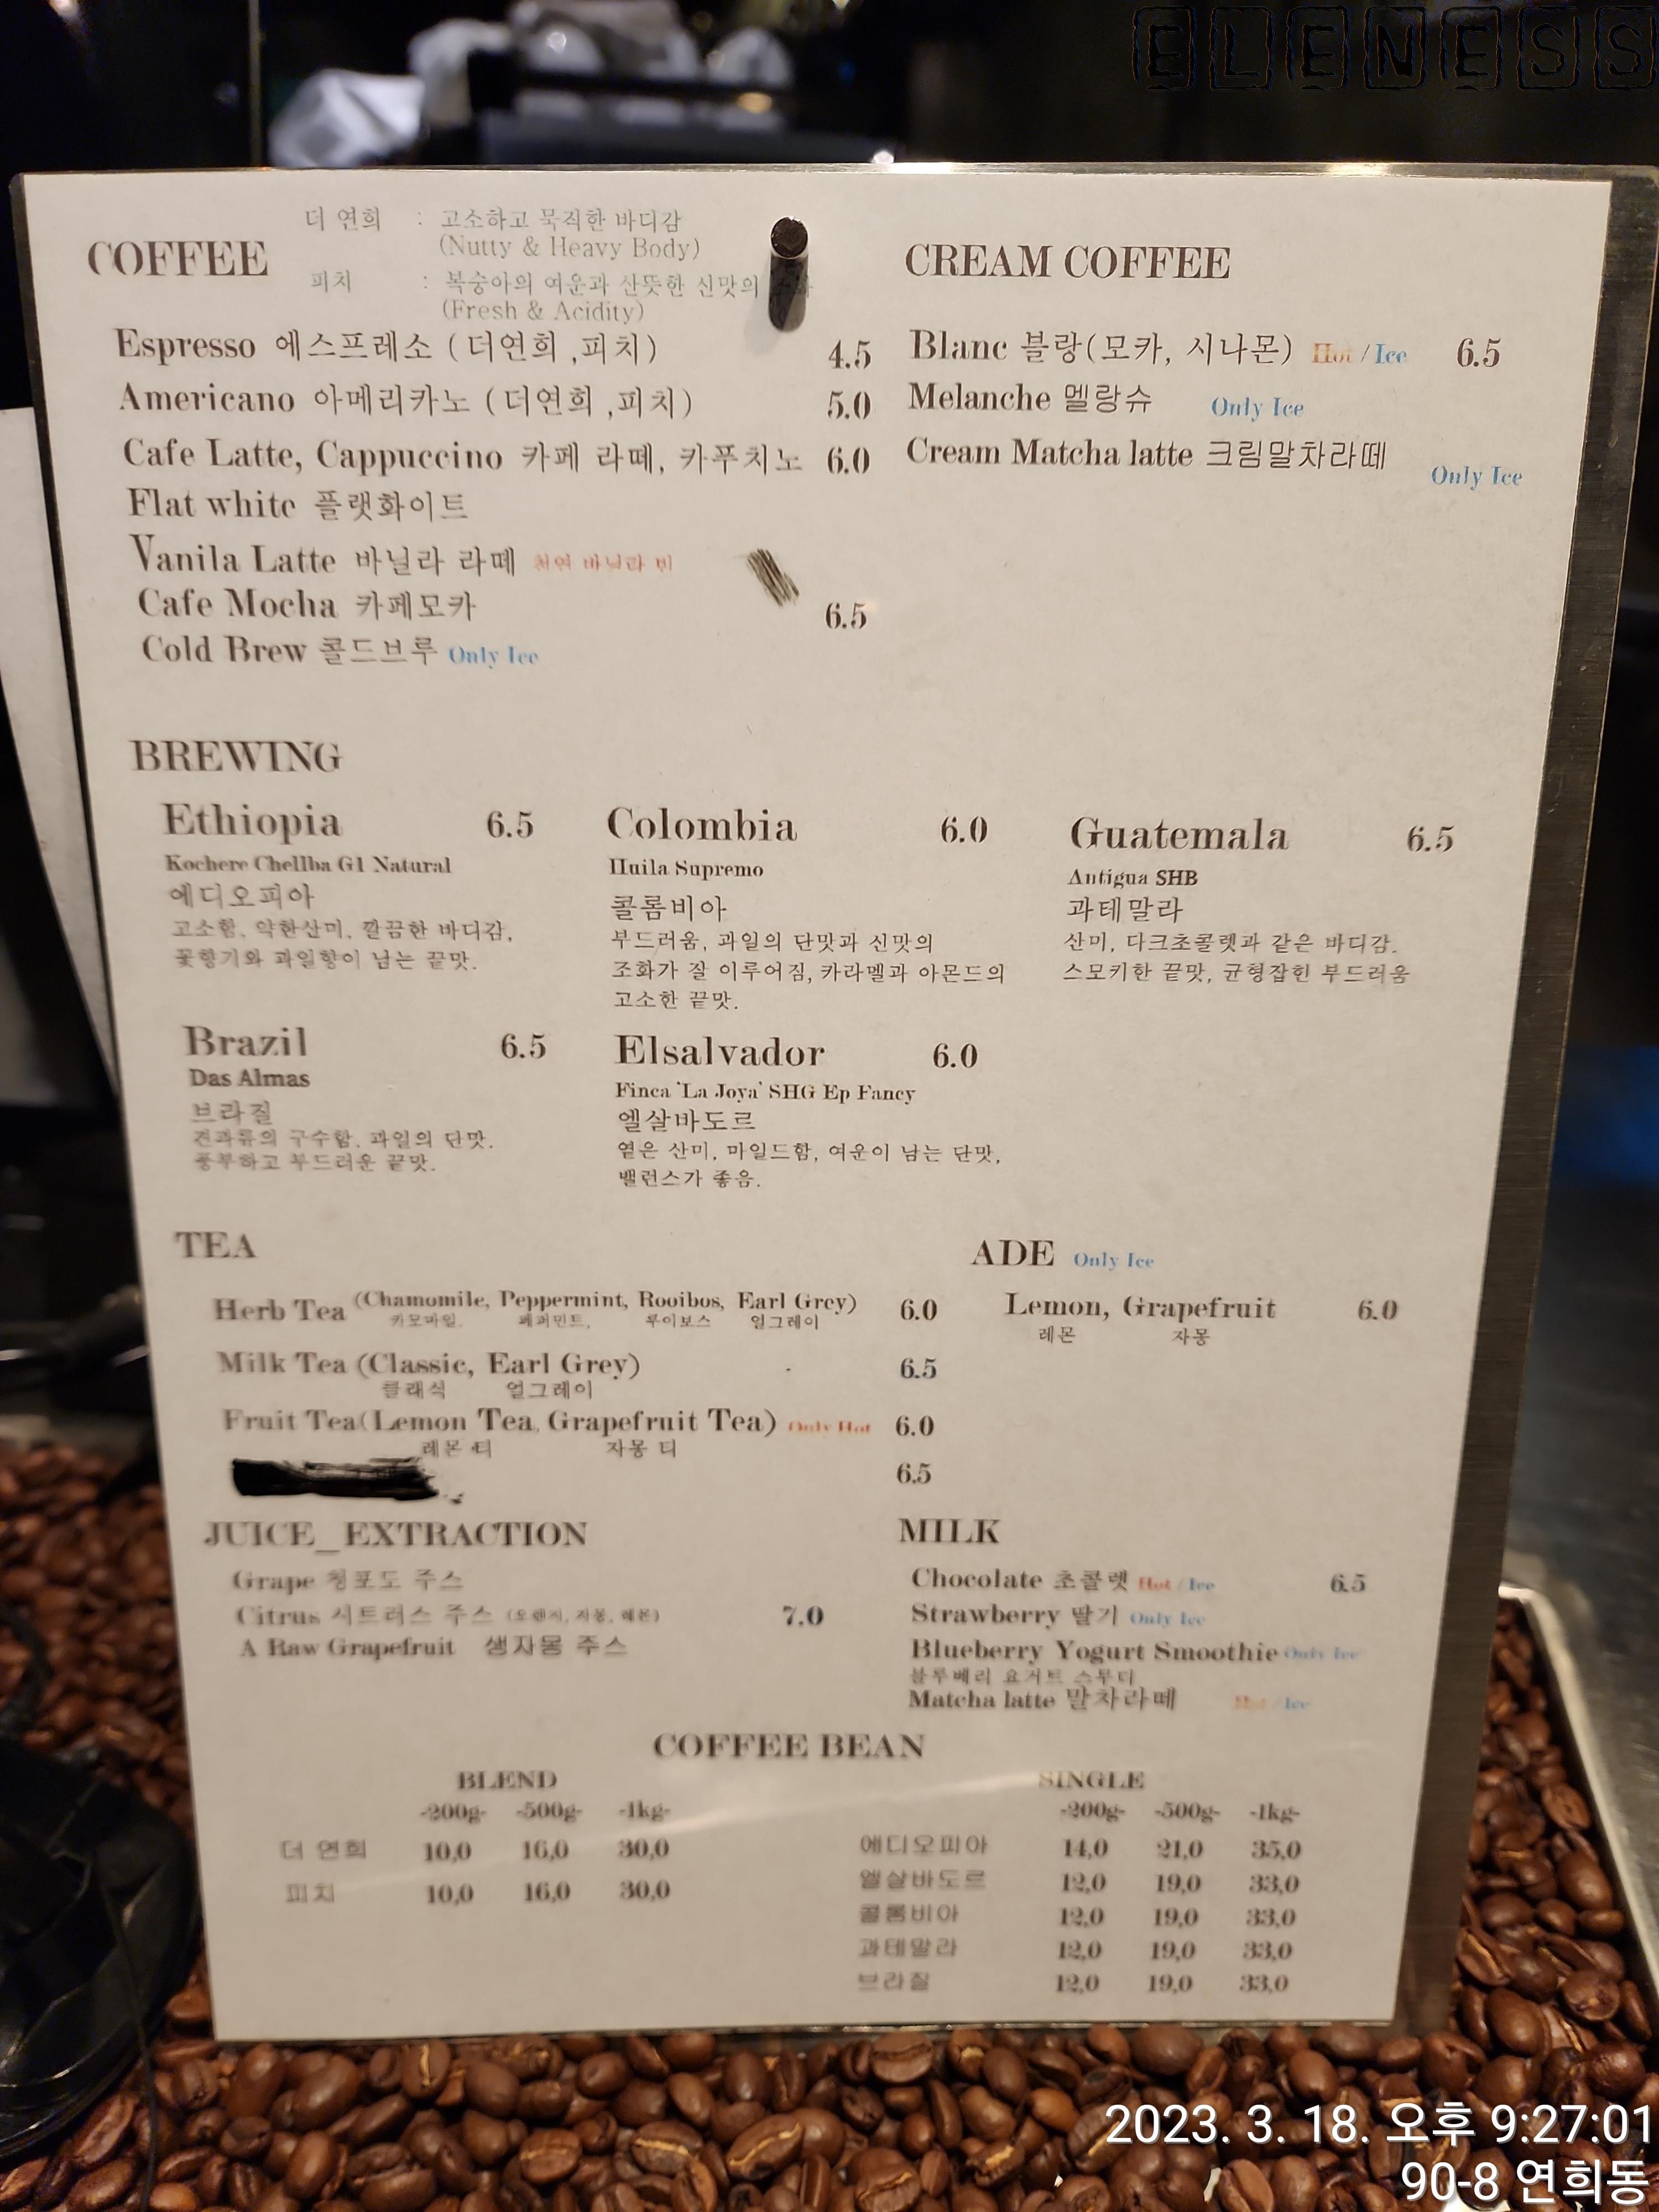 ELENESS
더 연희 : 고소하고 묵직한 바디감
(Nutty & Heavy Body)
COFFEE
피치 : 복숭아의 여운과 산뜻한 신맛의
(Fresh & Acidity)
Espresso 에스프레소 (더연희 ,피치) 4.5
Americano 아메리카노 (더연희 ,피치) 5.0
Cafe Latte, Cappuccino 카페 라떼, 카푸치노 6.0
Flat white 플랫화이트
Vanila Latte 바닐라 라떼 천연 바닐라 빈
Cafe Mocha 카페모카 6.5
Cold Brew 콜드브루 Only Ice
CREAM COFFEE
Blanc 블랑(모카, 시나몬) Hot / Ice 6.5
Melanche 멜랑슈 Only Ice
Cream Matcha latte 크림말차라떼 Only Ice
BREWING
Ethiopia 6.5
Kochere Chellba G1 Natural
에디오피아
고소함, 약한산미, 깔끔한 바디감,
꽃향기와 과일향이 남는 끝맛.
Colombia 6.0
Huila Supremo
콜롬비아
부드러움, 과일의 단맛과 신맛의
조화가 잘 이루어짐, 카라멜과 아몬드의
고소한 끝맛.
Guatemala 6.5
Antigua SHB
과테말라
산미, 다크초콜렛과 같은 바디감.
스모키한 끝맛, 균형잡힌 부드러움
Brazil 6.5
Das Almas
브라질
견과류의 구수함, 과일의 단맛.
풍부하고 부드러운 끝맛.
Elsalvador 6.0
Finca 'La Joya' SHG Ep Fancy
엘살바도르
옅은 산미, 마일드함, 여운이 남는 단맛,
밸런스가 좋음.
TEA
Herb Tea (Chamomile, Peppermint, Rooibos, Earl Grey) 6.0
카모마일, 페퍼민트, 루이보스 얼그레이
Milk Tea (Classic, Earl Grey) 6.5
클래식 얼그레이
Fruit Tea(Lemon Tea, Grapefruit Tea) Only Hot 6.0
레몬 티 자몽 티
6.5
ADE Only Ice
Lemon, Grapefruit 6.0
레몬 자몽
JUICE_EXTRACTION
Grape 청포도 주스
Citrus 시트러스 주스 (오렌지, 자몽, 레몬) 7.0
A Raw Grapefruit 생자몽 주스
MILK
Chocolate 초콜렛 Hot / Ice 6.5
Strawberry 딸기 Only Ice
Blueberry Yogurt Smoothie Only Ice
블루베리 요거트 스무디
Matcha latte 말차라떼 Hot / Ice
COFFEE BEAN
BLEND
-200g- -500g- -1kg-
더 연희 10,0 16,0 30,0
피치 10,0 16,0 30,0
SINGLE
-200g- -500g- -1kg-
에디오피아 14,0 21,0 35,0
엘살바도르 12,0 19,0 33,0
콜롬비아 12,0 19,0 33,0
과테말라 12,0 19,0 33,0
브라질 12,0 19,0 33,0
2023. 3. 18. 오후 9:27:01
90-8 연희동